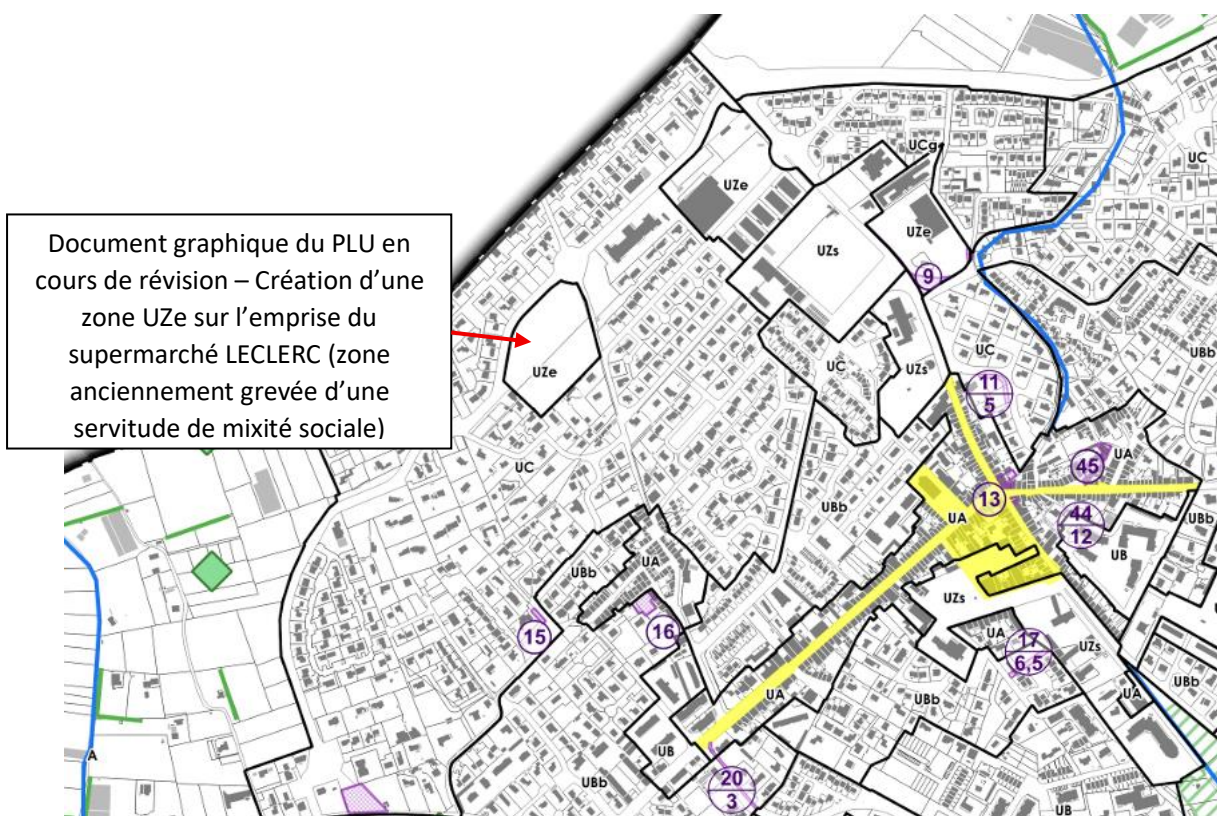 Document graphique du PLU en
cours de révision – Création d'une
zone UZe sur l'emprise du
supermarché LECLERC (zone
anciennement grevée d'une
servitude de mixité sociale)
UCg
UC
UZe
UZs
UZe
9
UZe
UC
UC
UZs
UBb
11
5
UC
UBb
45
UA
13
UA
44
12
UBb
UB
UBb
UA
UZs
15
16
UA
17
6,5
UZs
UBb
UA
UBb
UA
UB
A
UBb
20
3
UB